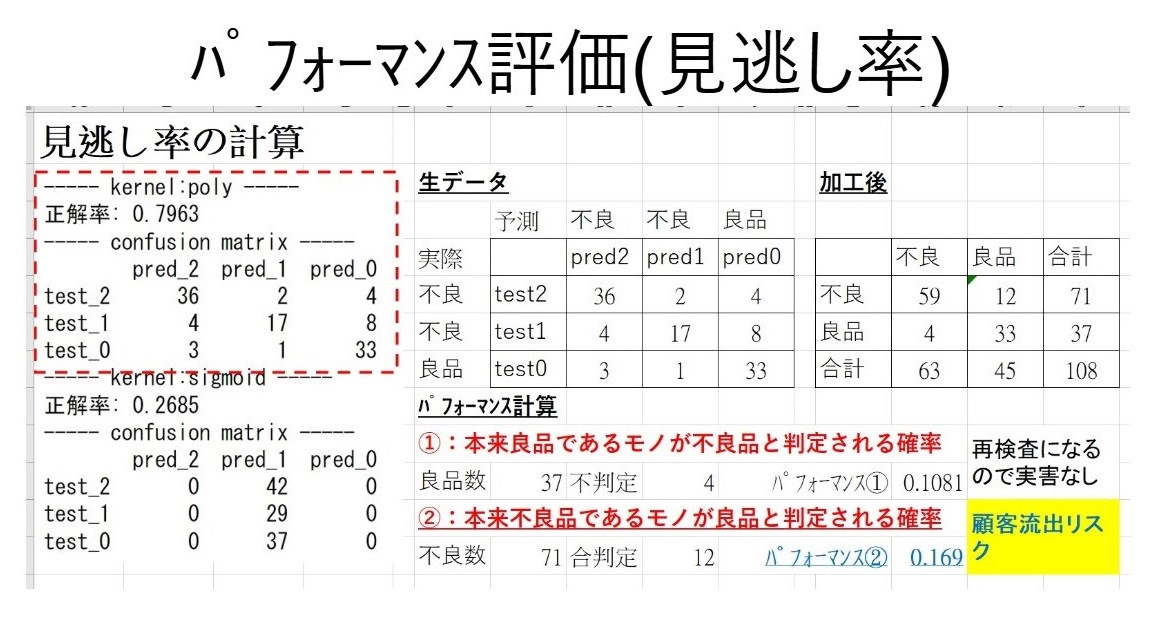 ﾊﾟﾌｫｰﾏﾝｽ評価(見逃し率)
見逃し率の計算
----- kernel:poly -----
正解率: 0.7963
----- confusion matrix -----
pred_2 pred_1 pred_0
test_2 36 2 4
test_1 4 17 8
test_0 3 1 33
----- kernel:sigmoid -----
正解率: 0.2685
----- confusion matrix -----
pred_2 pred_1 pred_0
test_2 0 42 0
test_1 0 29 0
test_0 0 37 0
生データ
予測 不良 不良 良品
実際 pred2 pred1 pred0
不良 test2 36 2 4
不良 test1 4 17 8
良品 test0 3 1 33
加工後
不良 良品 合計
不良 59 12 71
良品 4 33 37
合計 63 45 108
ﾊﾟﾌｫｰﾏﾝｽ計算
①：本来良品であるモノが不良品と判定される確率
良品数 37 不判定 4 ﾊﾟﾌｫｰﾏﾝｽ① 0.1081
再検査になる
ので実害なし
②：本来不良品であるモノが良品と判定される確率
不良数 71 合判定 12 ﾊﾟﾌｫｰﾏﾝｽ② 0.169
顧客流出リス
ク